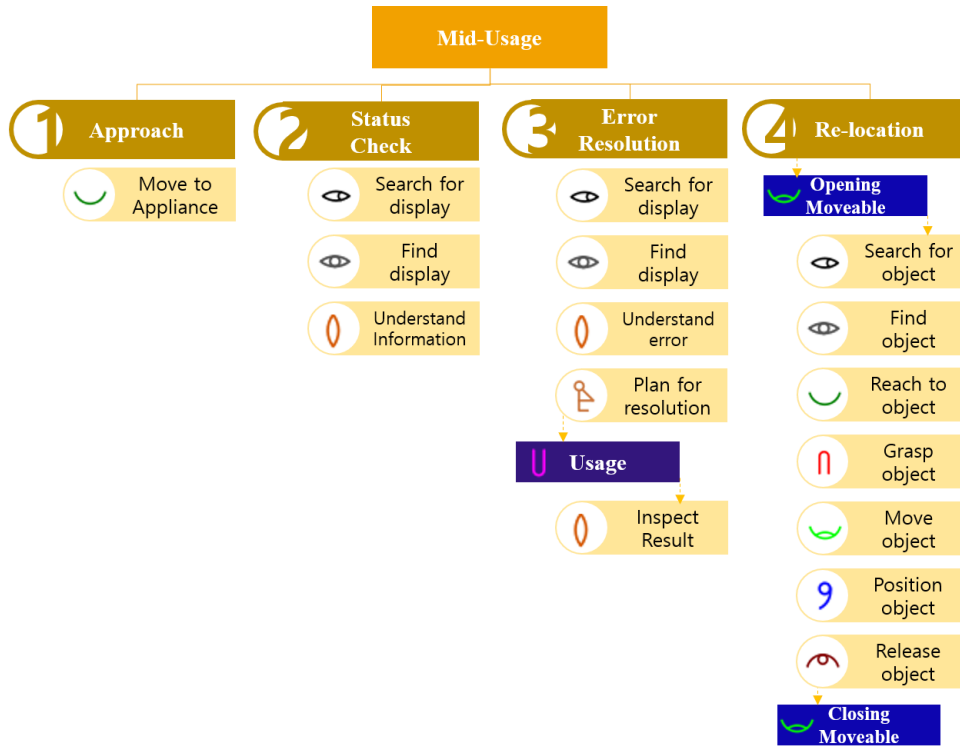 Mid-Usage
1 Approach
Move to
Appliance
2 Status
Check
Search for
display
Find
display
Understand
Information
3 Error
Resolution
Search for
display
Find
display
Understand
error
Plan for
resolution
Usage
Inspect
Result
4 Re-location
Opening
Moveable
Search for
object
Find
object
Reach to
object
Grasp
object
Move
object
Position
object
Release
object
Closing
Moveable